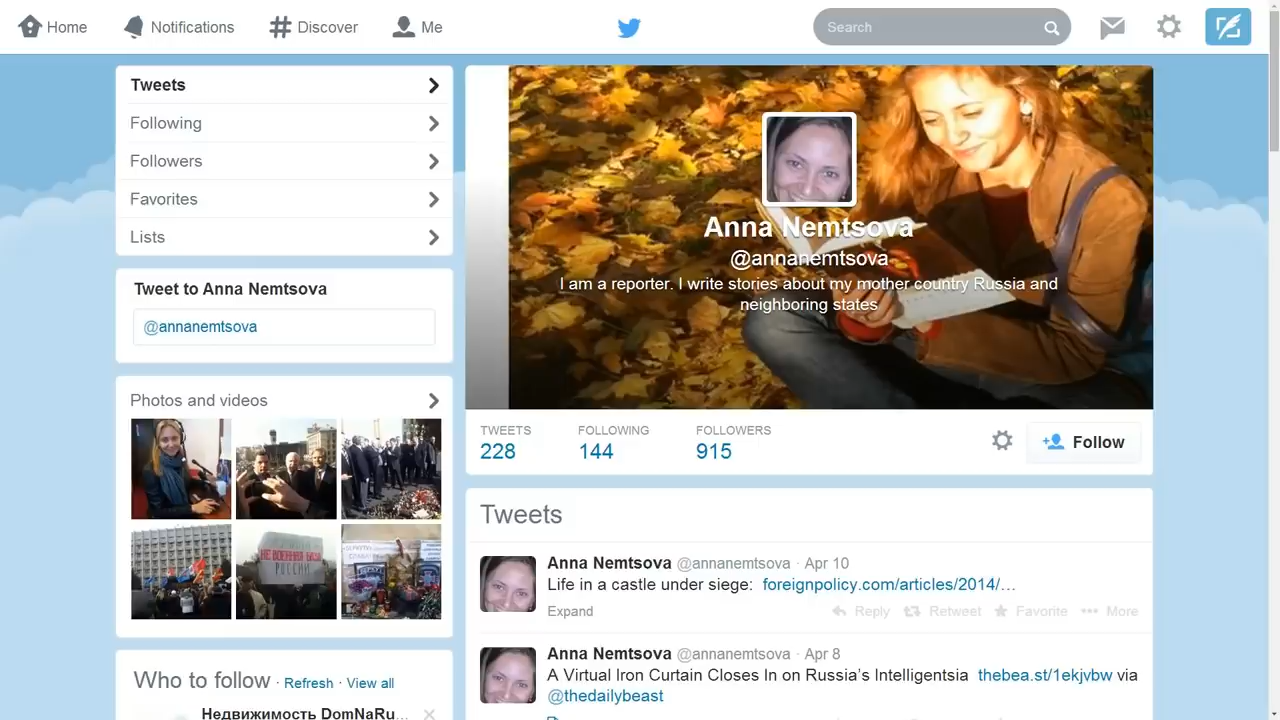 Home Notifications Discover Me Search
Tweets
Following
Followers
Favorites
Lists
Tweet to Anna Nemtsova
@annanemtsova
Photos and videos
НЕ ВОЕННАЯ БАЗА
РОССИИ
Who to follow · Refresh · View all
Недвижимость DomNaRu...
Anna Nemtsova
@annanemtsova
I am a reporter. I write stories about my mother country Russia and
neighboring states
TWEETS FOLLOWING FOLLOWERS
228 144 915
Follow
Tweets
Anna Nemtsova @annanemtsova · Apr 10
Life in a castle under siege: foreignpolicy.com/articles/2014/…
Expand Reply Retweet Favorite More
Anna Nemtsova @annanemtsova · Apr 8
A Virtual Iron Curtain Closes In on Russia's Intelligentsia thebea.st/1ekjvbw via
@thedailybeast